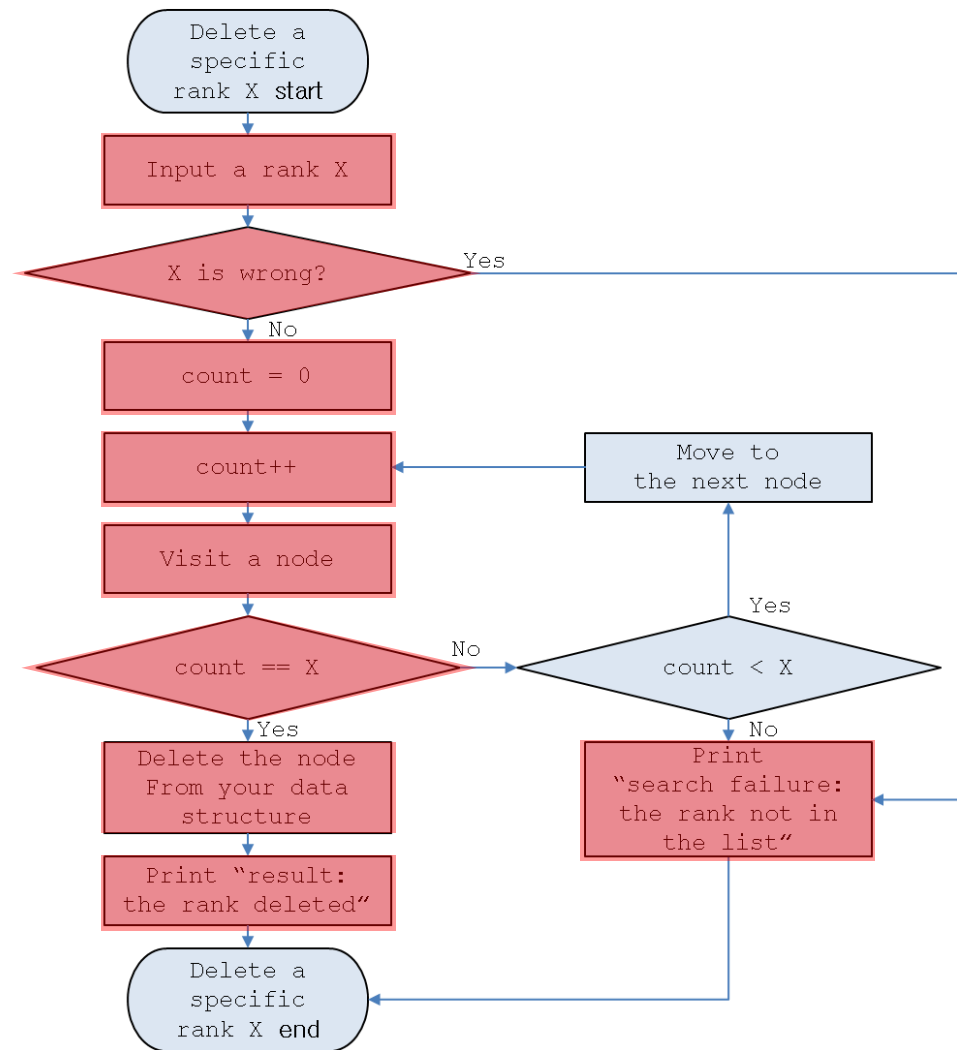 Delete a
specific
rank X start
Input a rank X
X is wrong?
Yes
No
count = 0
count++
Move to
the next node
Visit a node
Yes
count == X
No
count < X
Yes
No
Delete the node
From your data
structure
Print
“search failure:
the rank not in
the list”
Print “result:
the rank deleted”
Delete a
specific
rank X end